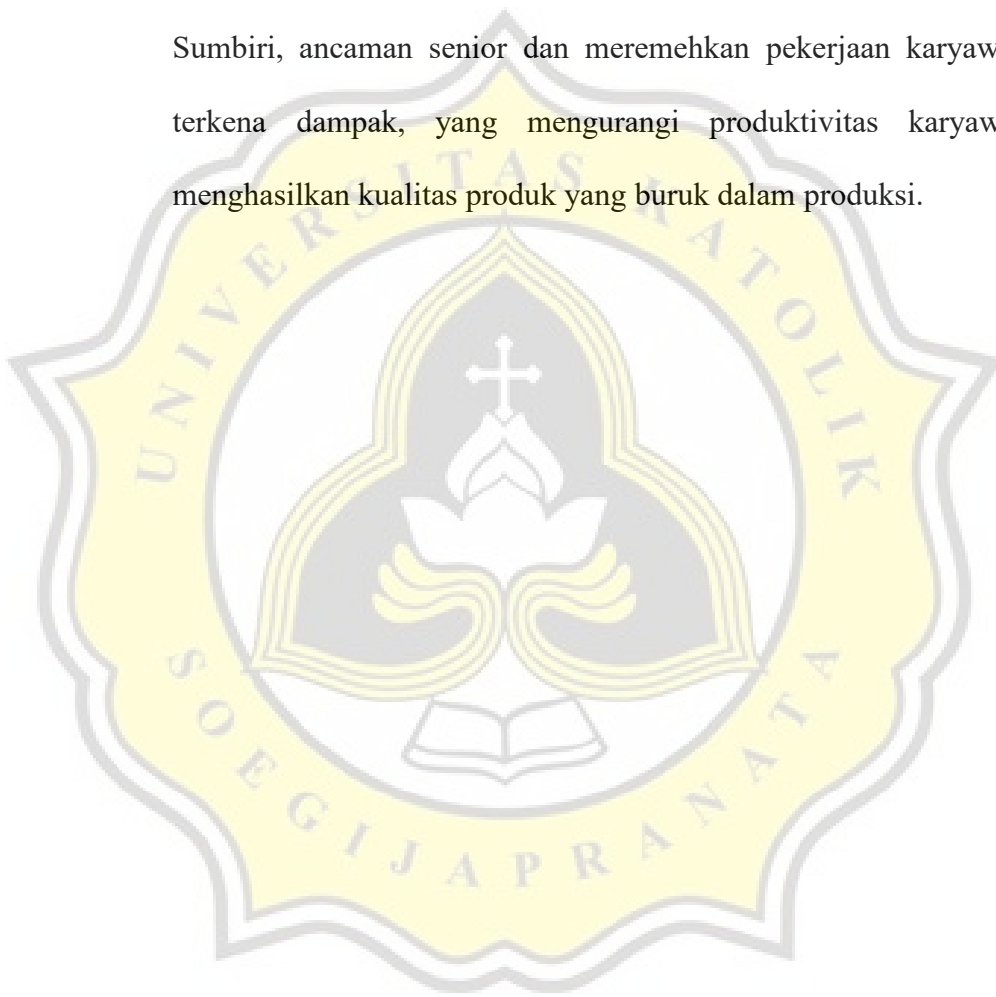 Sumbiri, ancaman senior dan meremehkan pekerjaan karyaw
terkena dampak, yang mengurangi produktivitas karyaw
menghasilkan kualitas produk yang buruk dalam produksi.
UNIVERSITAS KATOLIK
SOEGIJAPRANATA